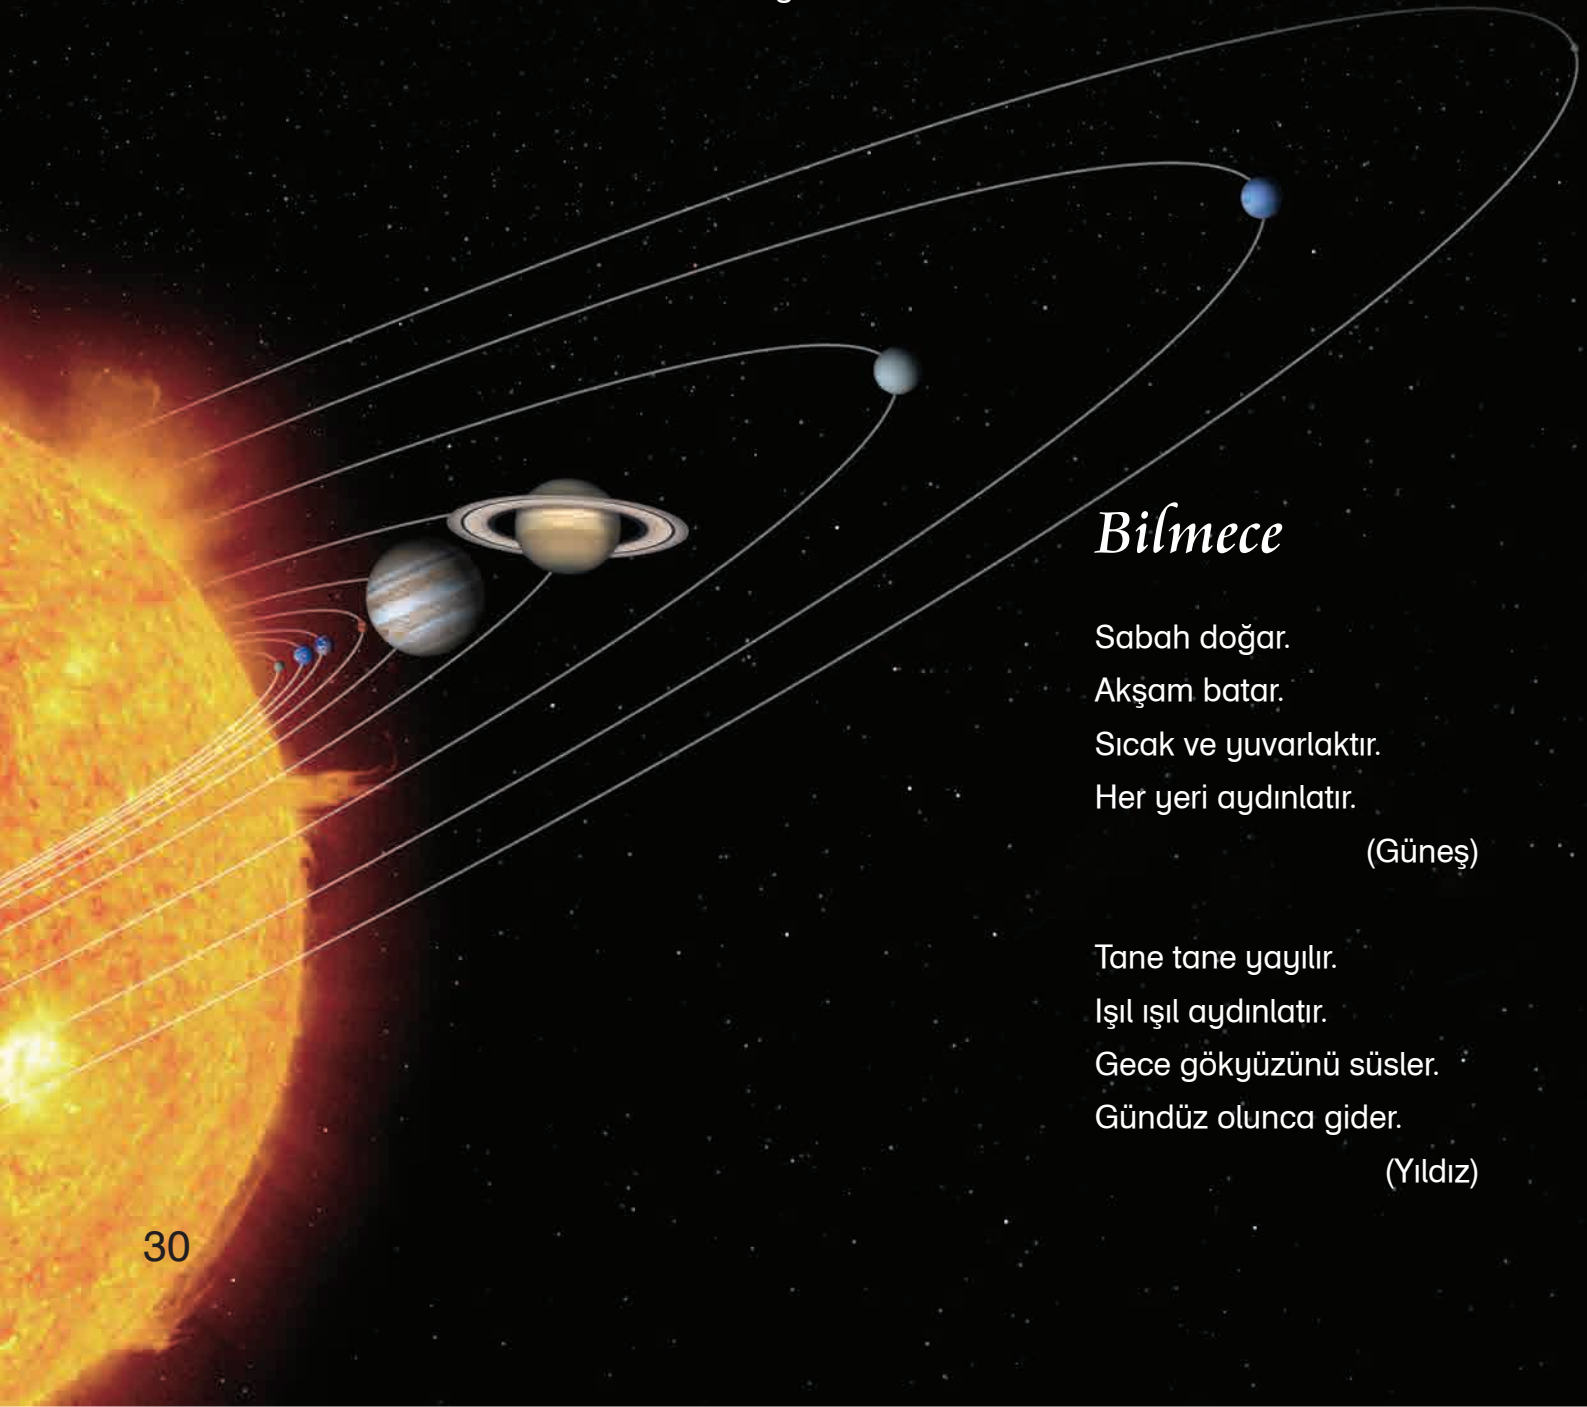 Bilmece
Sabah doğar.
Akşam batar.
Sıcak ve yuvarlaktır.
Her yeri aydınlatır.
(Güneş)
Tane tane yayılır.
Işıl ışıl aydınlatır.
Gece gökyüzünü süsler.
Gündüz olunca gider.
(Yıldız)
30